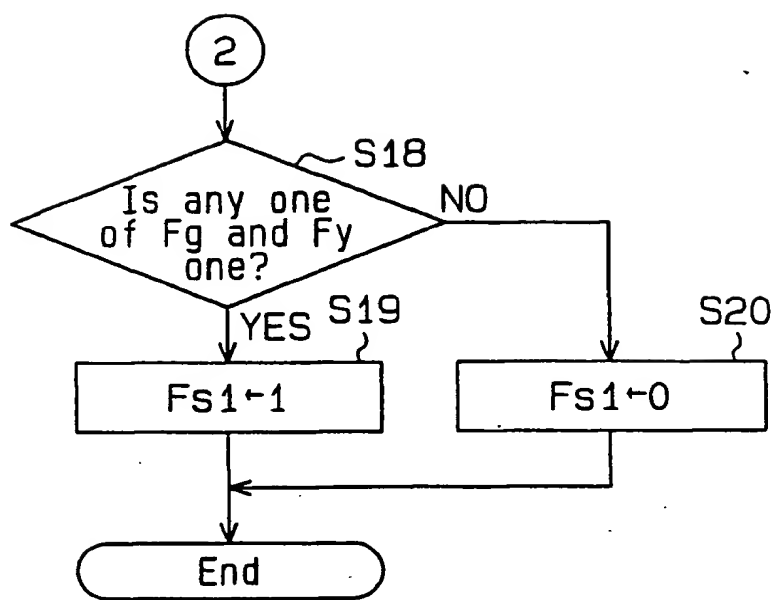 2
S18
Is any one
of Fg and Fy
one?
NO
YES
S19
S20
Fs1←1
Fs1←0
End